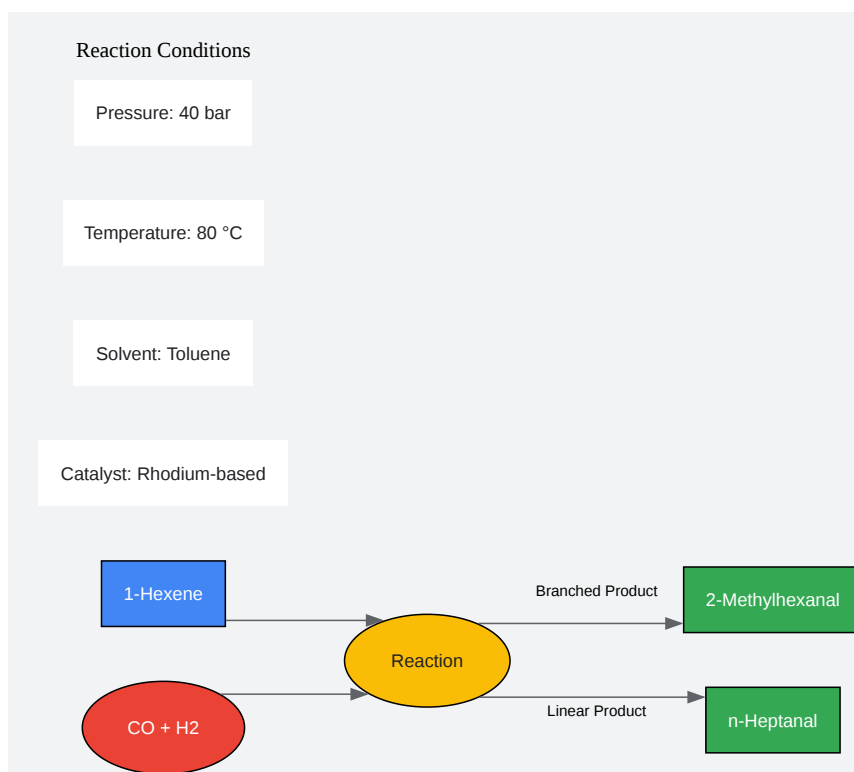 Reaction Conditions
Pressure: 40 bar
Temperature: 80 °C
Solvent: Toluene
Catalyst: Rhodium-based
1-Hexene
Branched Product
2-Methylhexanal
Reaction
CO + H2
Linear Product
n-Heptanal